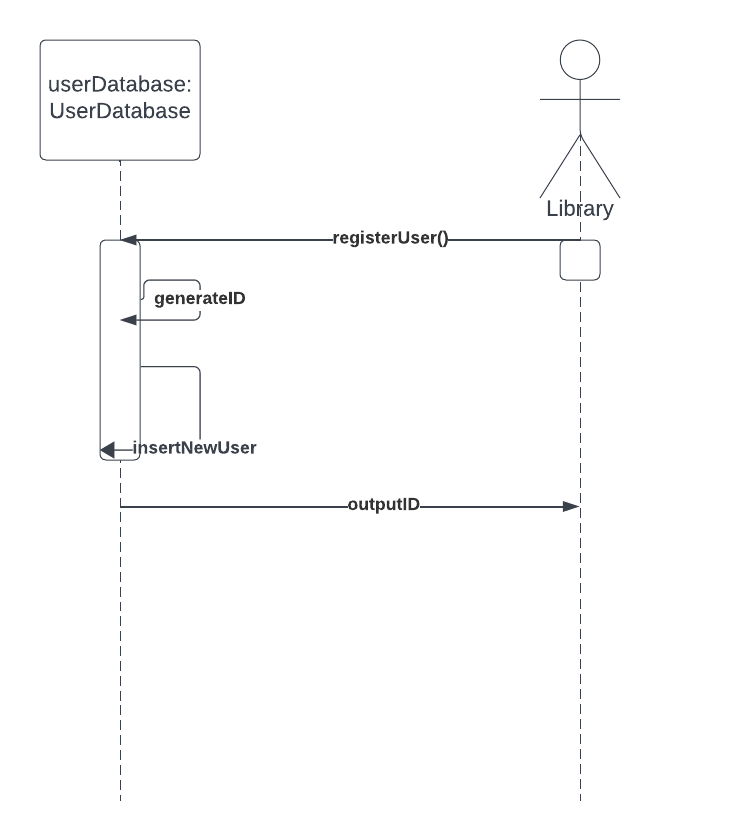 userDatabase:
UserDatabase
Library
registerUser()
generateID
insertNewUser
outputID